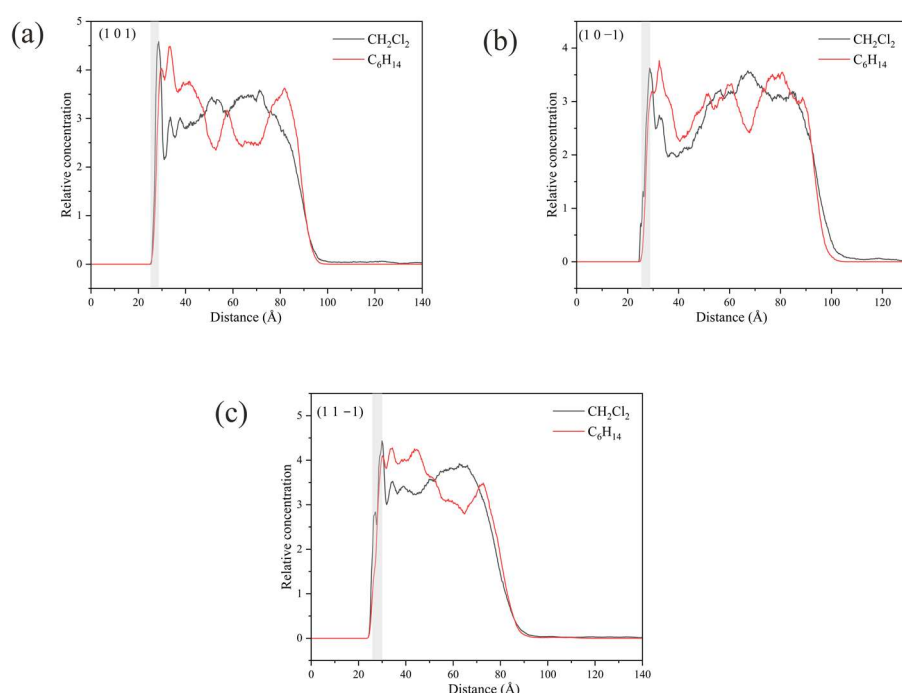 (a)
(1 0 1)
CH₂Cl₂
C₆H₁₄
Relative concentration
5
4
3
2
1
0
0 20 40 60 80 100 120 140
Distance (Å)
(b)
(1 0 −1)
CH₂Cl₂
C₆H₁₄
Relative concentration
4
3
2
1
0
0 20 40 60 80 100 120
Distance (Å)
(c)
(1 1 −1)
CH₂Cl₂
C₆H₁₄
Relative concentration
5
4
3
2
1
0
0 20 40 60 80 100 120 140
Distance (Å)